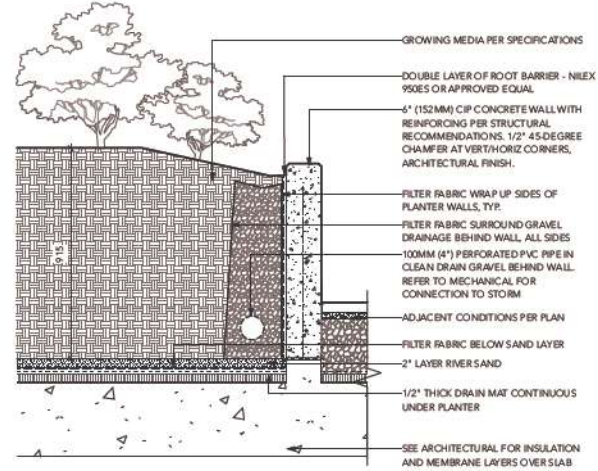 GROWING MEDIA PER SPECIFICATIONS
DOUBLE LAYER OF ROOT BARRIER - NILEX
950ES OR APPROVED EQUAL
6" (152MM) CIP CONCRETE WALL WITH
REINFORCING PER STRUCTURAL
RECOMMENDATIONS. 1/2" 45-DEGREE
CHAMFER AT VERT/HORIZ CORNERS,
ARCHITECTURAL FINISH.
FILTER FABRIC WRAP UP SIDES OF
PLANTER WALLS, TYP.
FILTER FABRIC SURROUND GRAVEL
DRAINAGE BEHIND WALL, ALL SIDES
100MM (4") PERFORATED PVC PIPE IN
CLEAN DRAIN GRAVEL BEHIND WALL.
REFER TO MECHANICAL FOR
CONNECTION TO STORM
915
ADJACENT CONDITIONS PER PLAN
FILTER FABRIC BELOW SAND LAYER
2" LAYER RIVER SAND
1/2" THICK DRAIN MAT CONTINUOUS
UNDER PLANTER
SEE ARCHITECTURAL FOR INSULATION
AND MEMBRANE LAYERS OVER SLAB